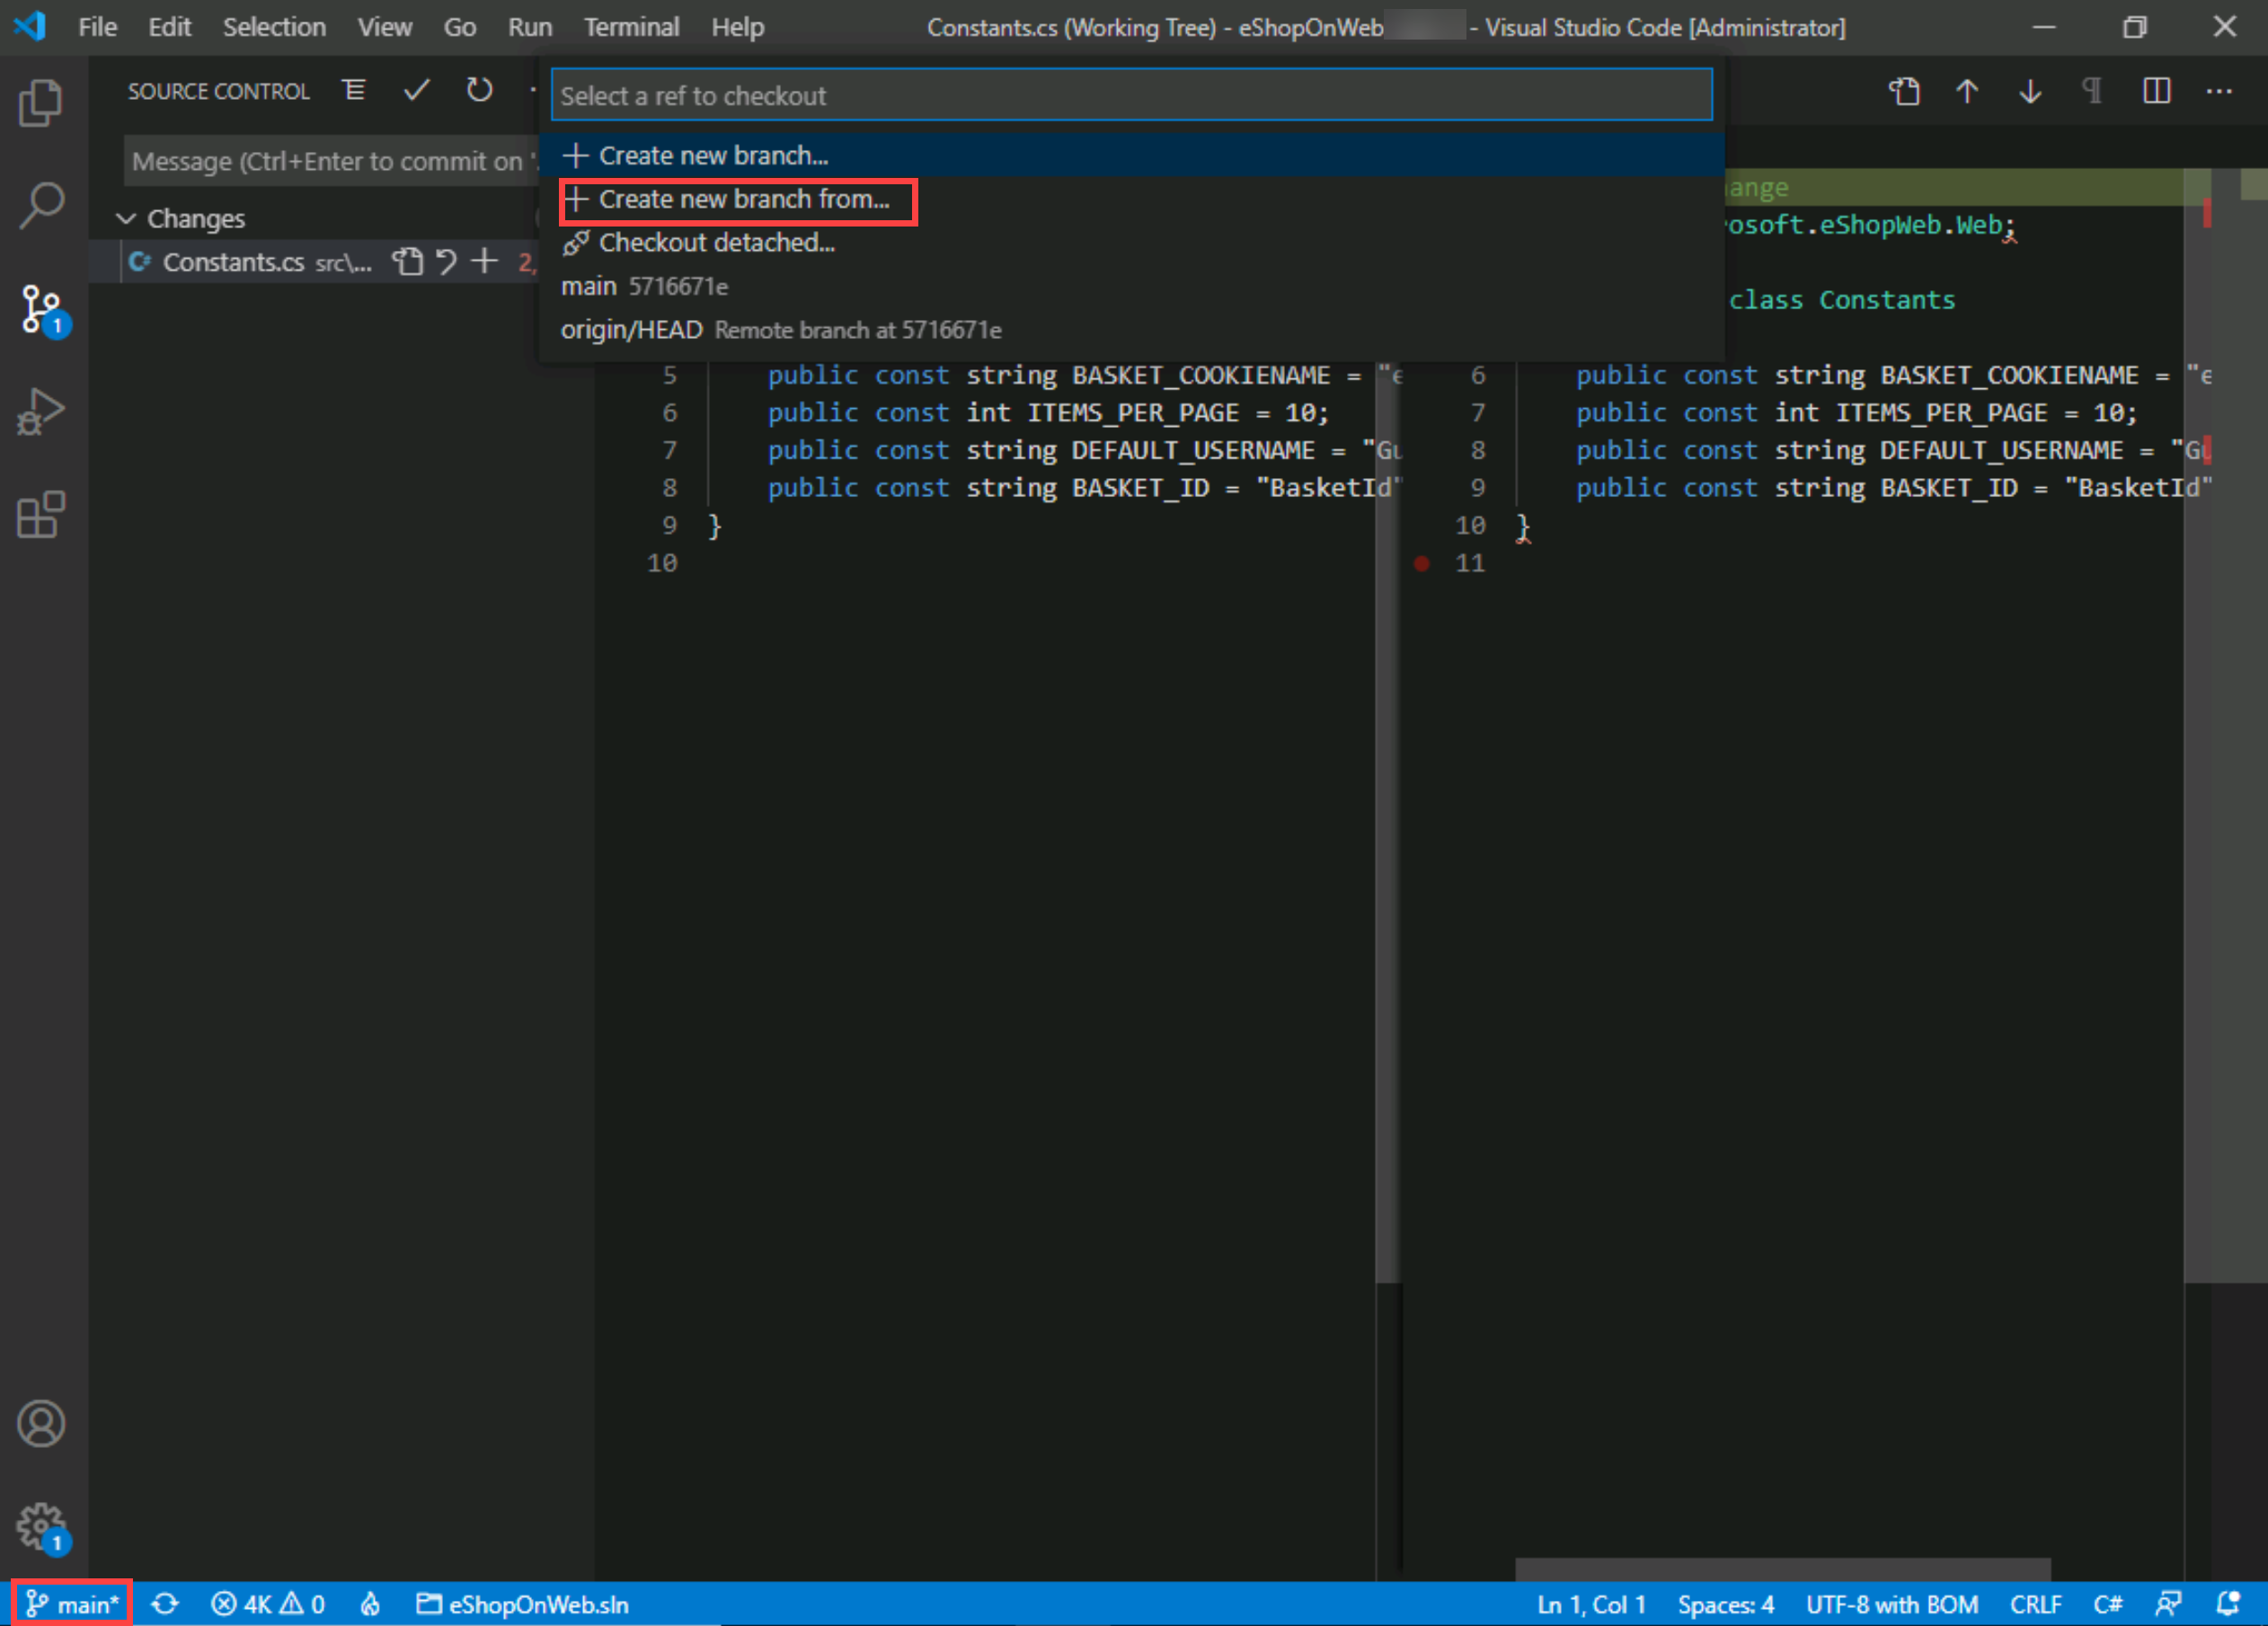 File Edit Selection View Go Run Terminal Help Constants.cs (Working Tree) - eShopOnWeb - Visual Studio Code [Administrator]
SOURCE CONTROL
Select a ref to checkout
Message (Ctrl+Enter to commit on '
Create new branch...
Create new branch from...
Checkout detached...
main 5716671e
origin/HEAD Remote branch at 5716671e
Changes
Constants.cs src\... 2,
1
ange
rosoft.eShopWeb.Web;
class Constants
5 public const string BASKET_COOKIENAME = "e
6 public const int ITEMS_PER_PAGE = 10;
7 public const string DEFAULT_USERNAME = "Gu
8 public const string BASKET_ID = "BasketId"
9 }
10
6 public const string BASKET_COOKIENAME = "e
7 public const int ITEMS_PER_PAGE = 10;
8 public const string DEFAULT_USERNAME = "Gu
9 public const string BASKET_ID = "BasketId"
10 }
11
1
main* 4K 0 eShopOnWeb.sln Ln 1, Col 1 Spaces: 4 UTF-8 with BOM CRLF C#